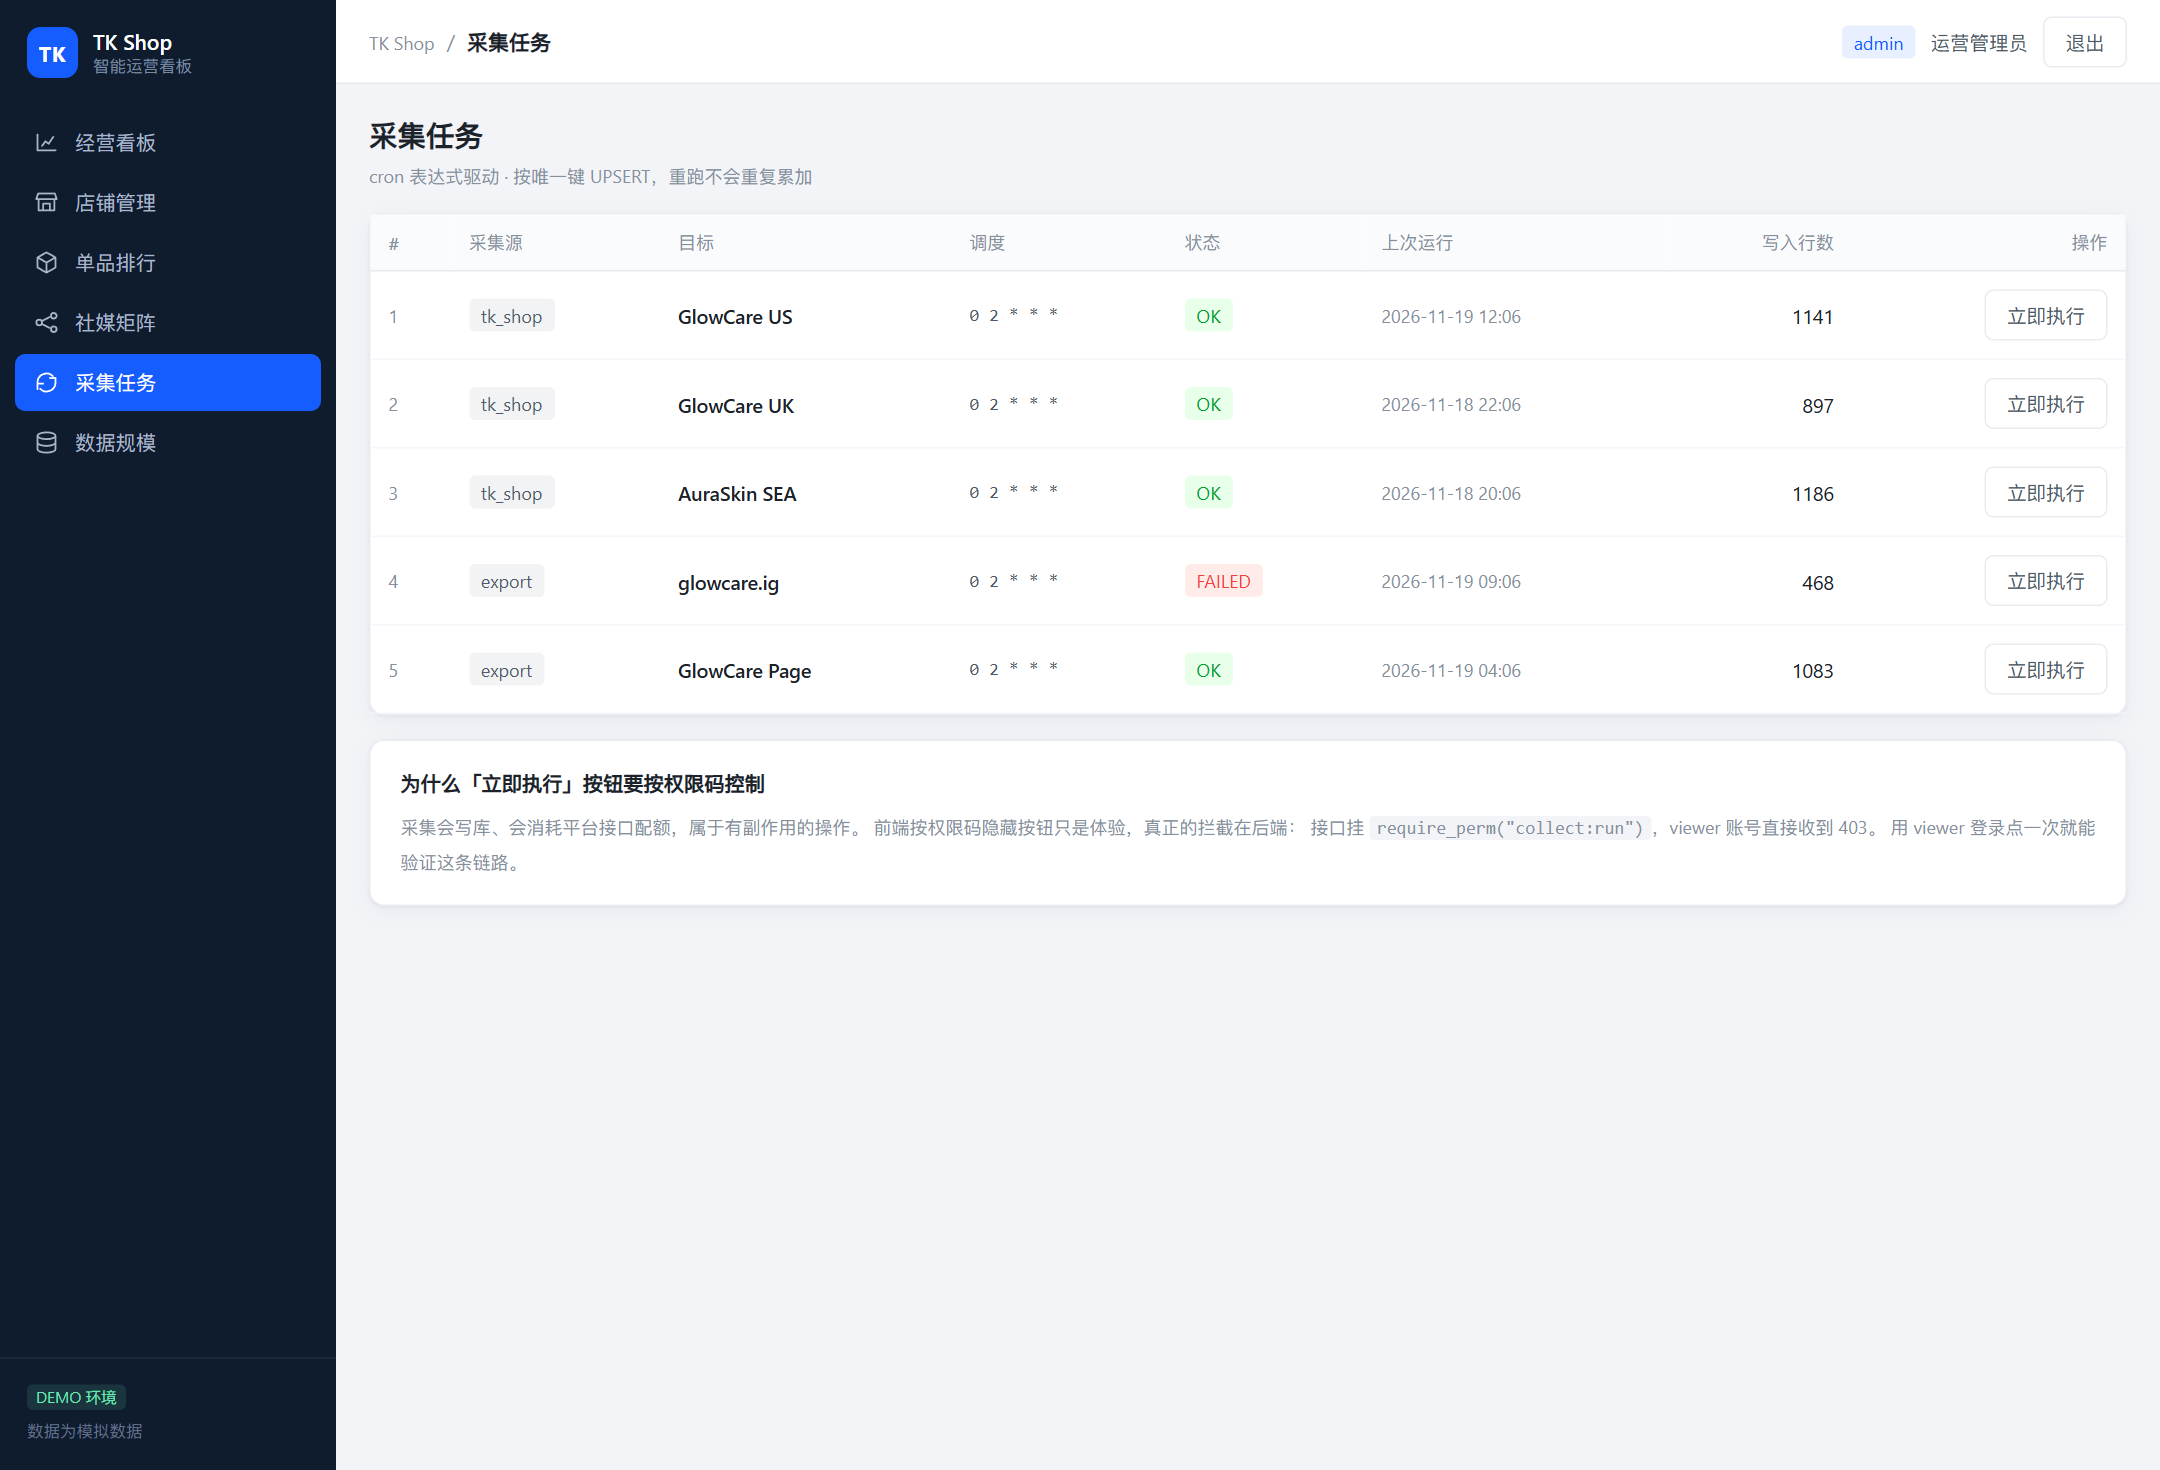 TK
TK Shop
智能运营看板
经营看板
店铺管理
单品排行
社媒矩阵
采集任务
数据规模
DEMO 环境
数据为模拟数据
TK Shop / 采集任务
admin 运营管理员 退出
采集任务
cron 表达式驱动 · 按唯一键 UPSERT，重跑不会重复累加
# 采集源 目标 调度 状态 上次运行 写入行数 操作
1 tk_shop GlowCare US 0 2 * * * OK 2026-11-19 12:06 1141 立即执行
2 tk_shop GlowCare UK 0 2 * * * OK 2026-11-18 22:06 897 立即执行
3 tk_shop AuraSkin SEA 0 2 * * * OK 2026-11-18 20:06 1186 立即执行
4 export glowcare.ig 0 2 * * * FAILED 2026-11-19 09:06 468 立即执行
5 export GlowCare Page 0 2 * * * OK 2026-11-19 04:06 1083 立即执行
为什么「立即执行」按钮要按权限码控制
采集会写库、会消耗平台接口配额，属于有副作用的操作。 前端按权限码隐藏按钮只是体验，真正的拦截在后端： 接口挂 require_perm("collect:run")，viewer 账号直接收到 403。 用 viewer 登录点一次就能
验证这条链路。